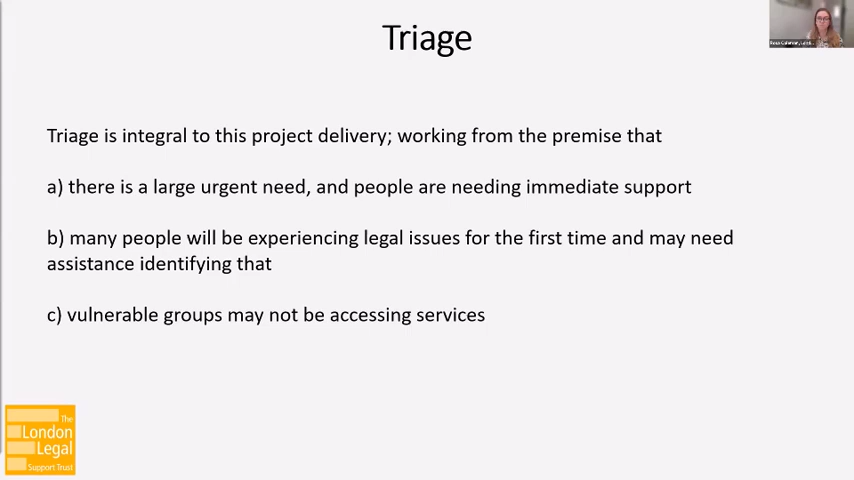 Triage
Triage is integral to this project delivery; working from the premise that
a) there is a large urgent need, and people are needing immediate support
b) many people will be experiencing legal issues for the first time and may need
assistance identifying that
c) vulnerable groups may not be accessing services
The
London
Legal
Support Trust